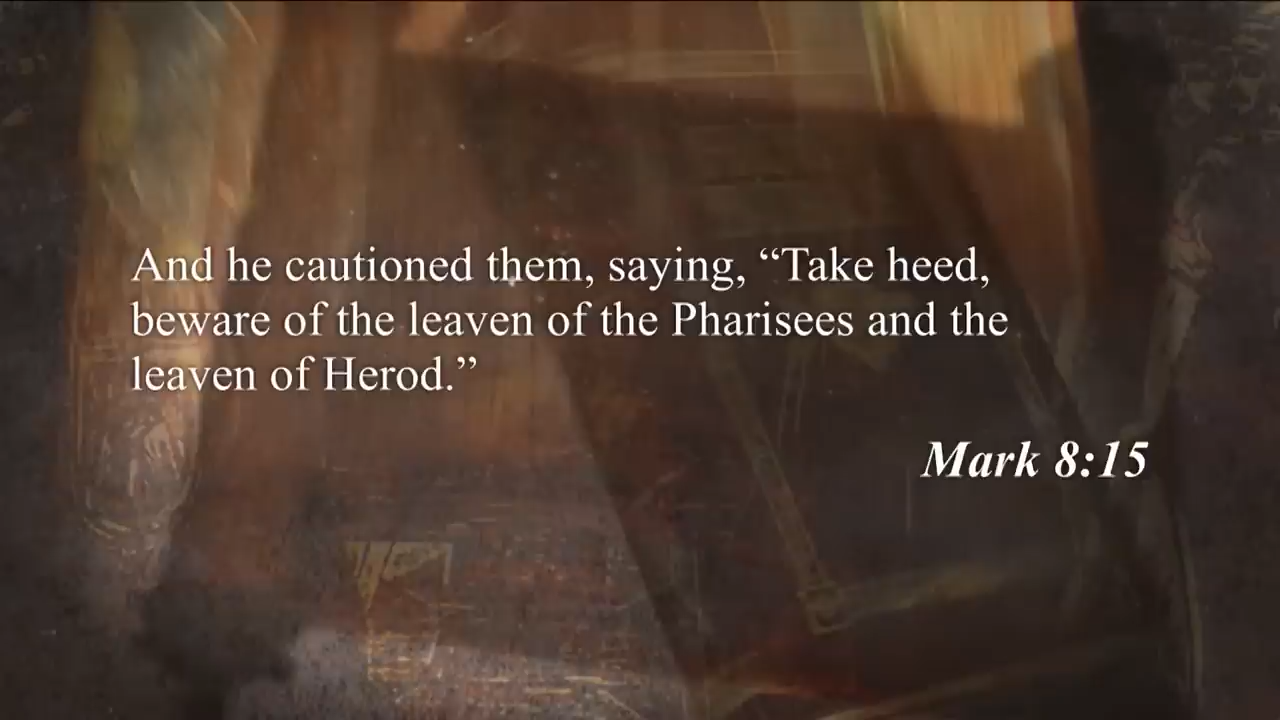 And he cautioned them, saying, “Take heed,
beware of the leaven of the Pharisees and the
leaven of Herod.”
Mark 8:15